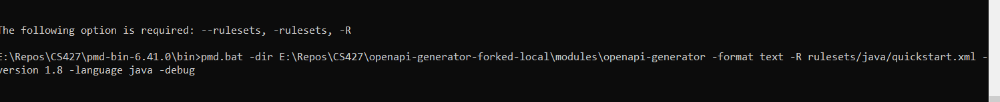 The following option is required: --rulesets, -rulesets, -R
E:\Repos\CS427\pmd-bin-6.41.0\bin>pmd.bat -dir E:\Repos\CS427\openapi-generator-forked-local\modules\openapi-generator -format text -R rulesets/java/quickstart.xml -
version 1.8 -language java -debug